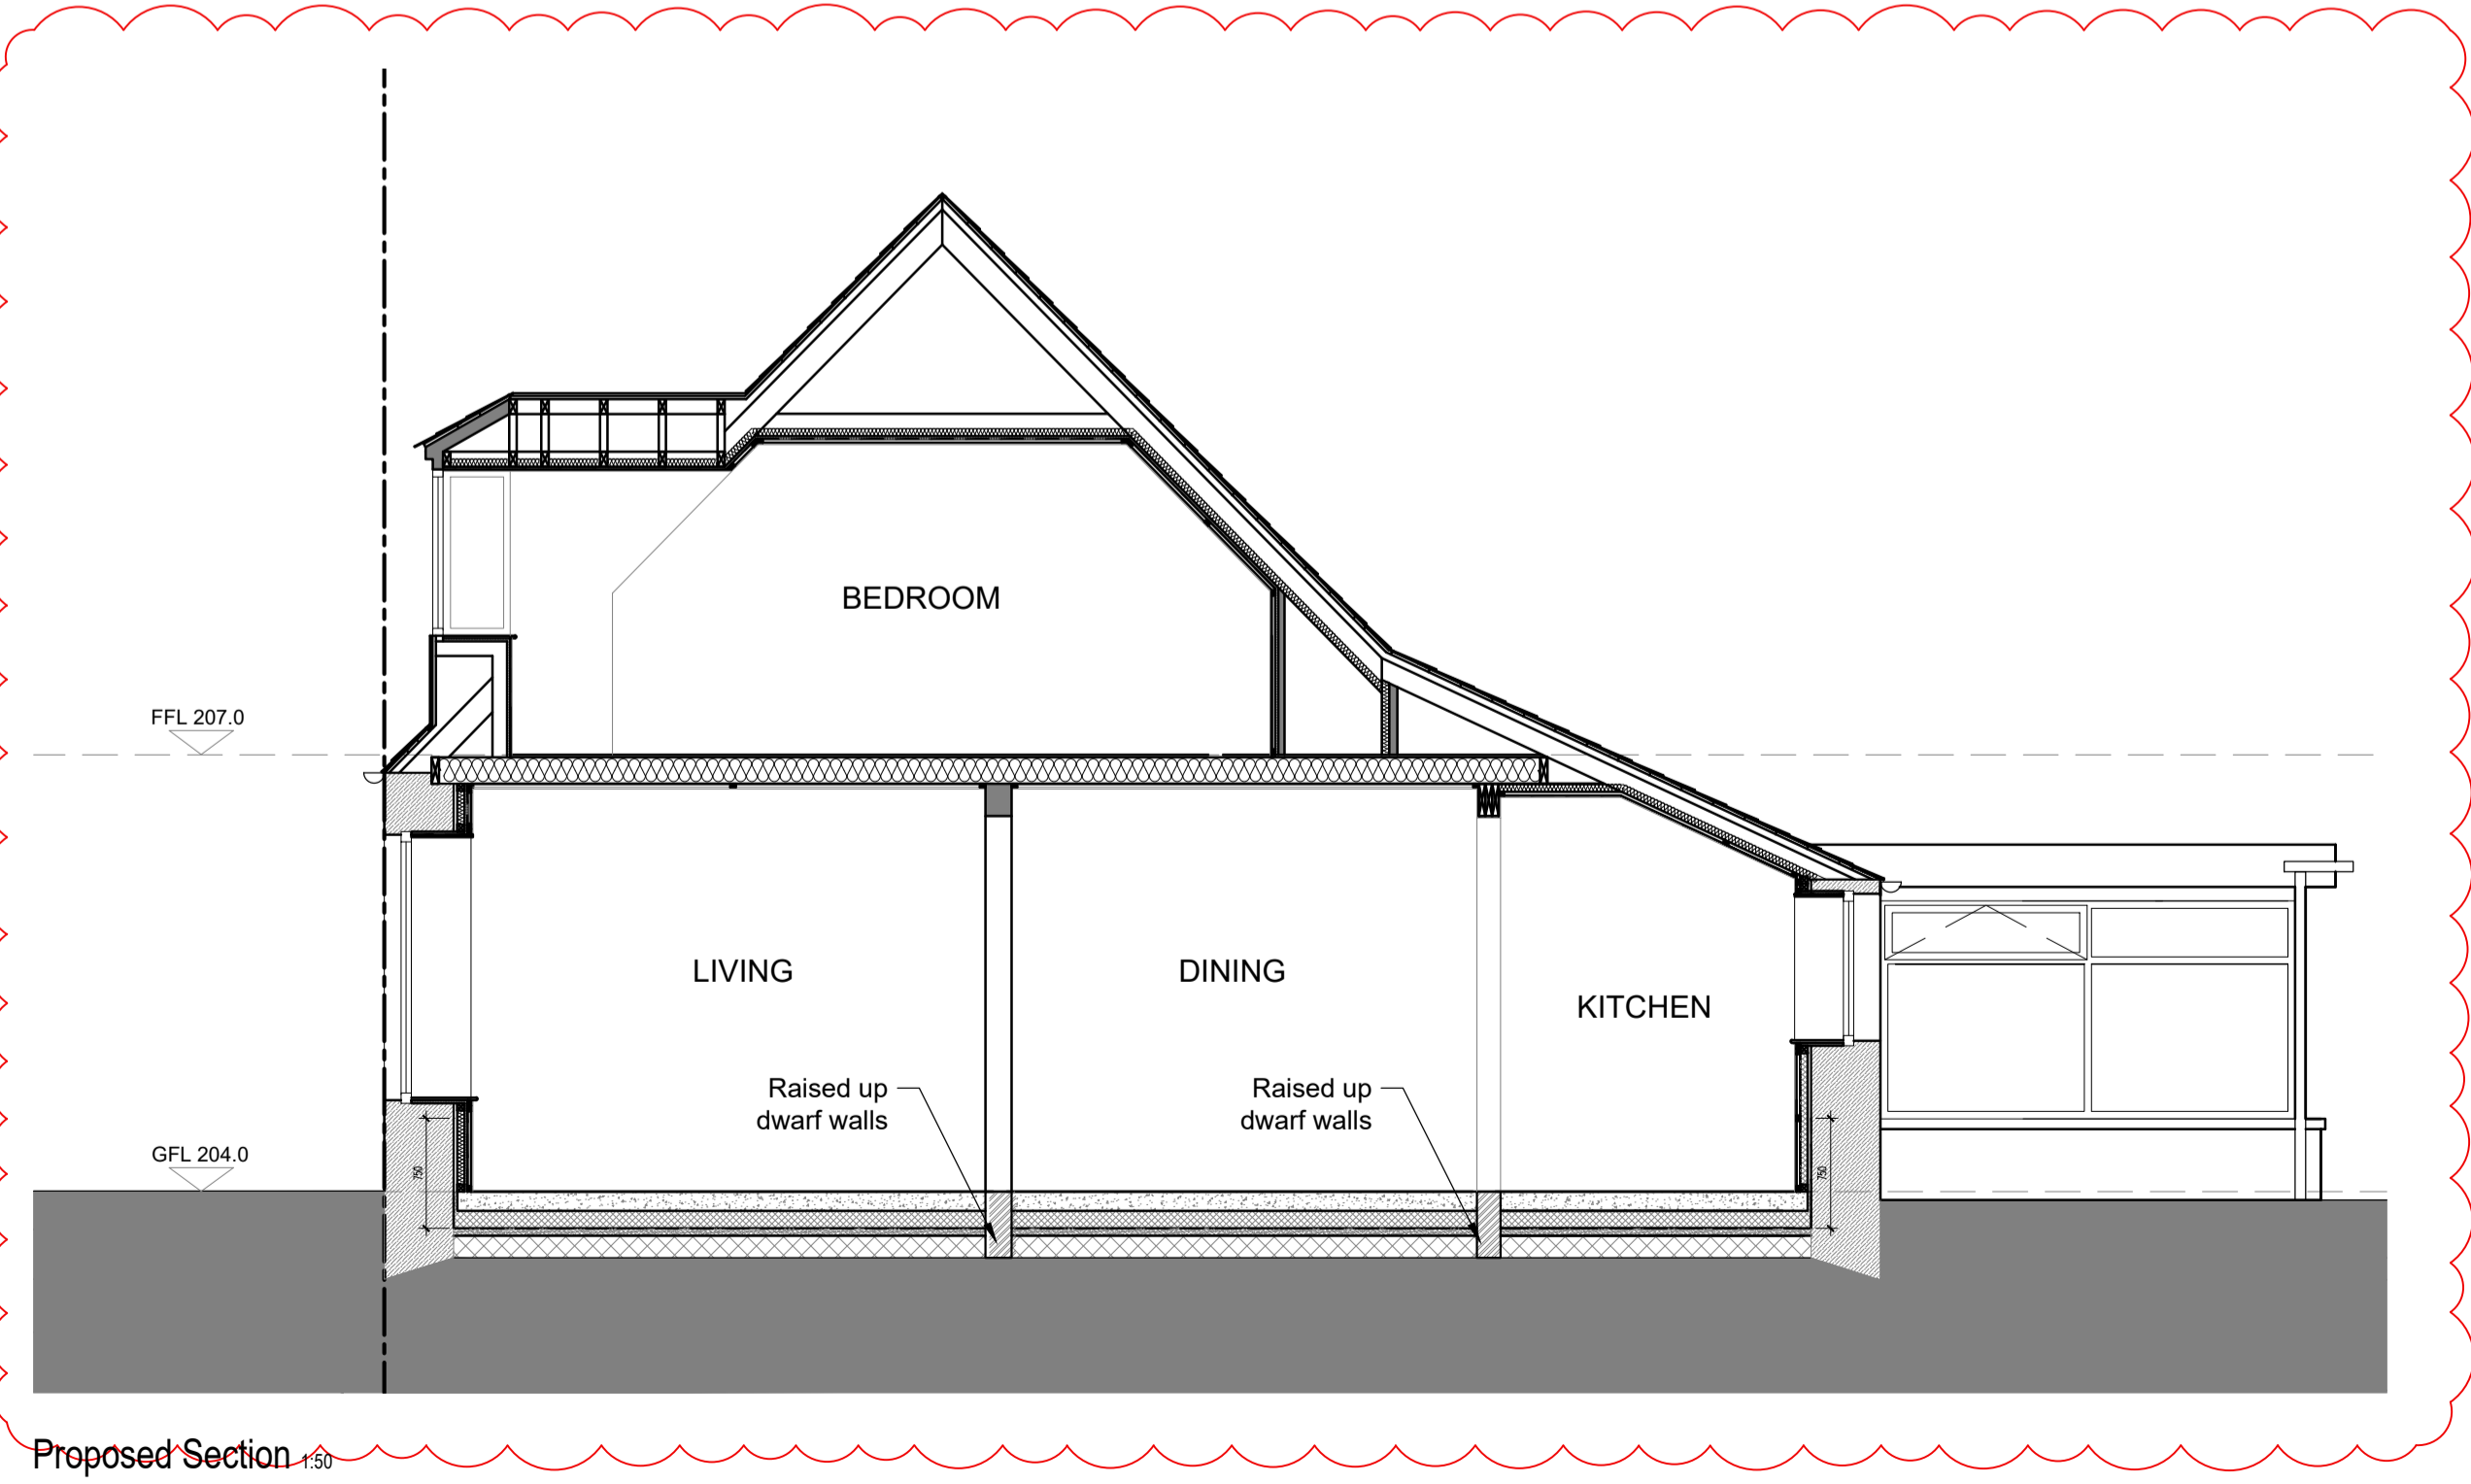 BEDROOM
FFL 207.0
LIVING
DINING
KITCHEN
Raised up
dwarf walls
Raised up
dwarf walls
GFL 204.0
750
750
Proposed Section 1:50